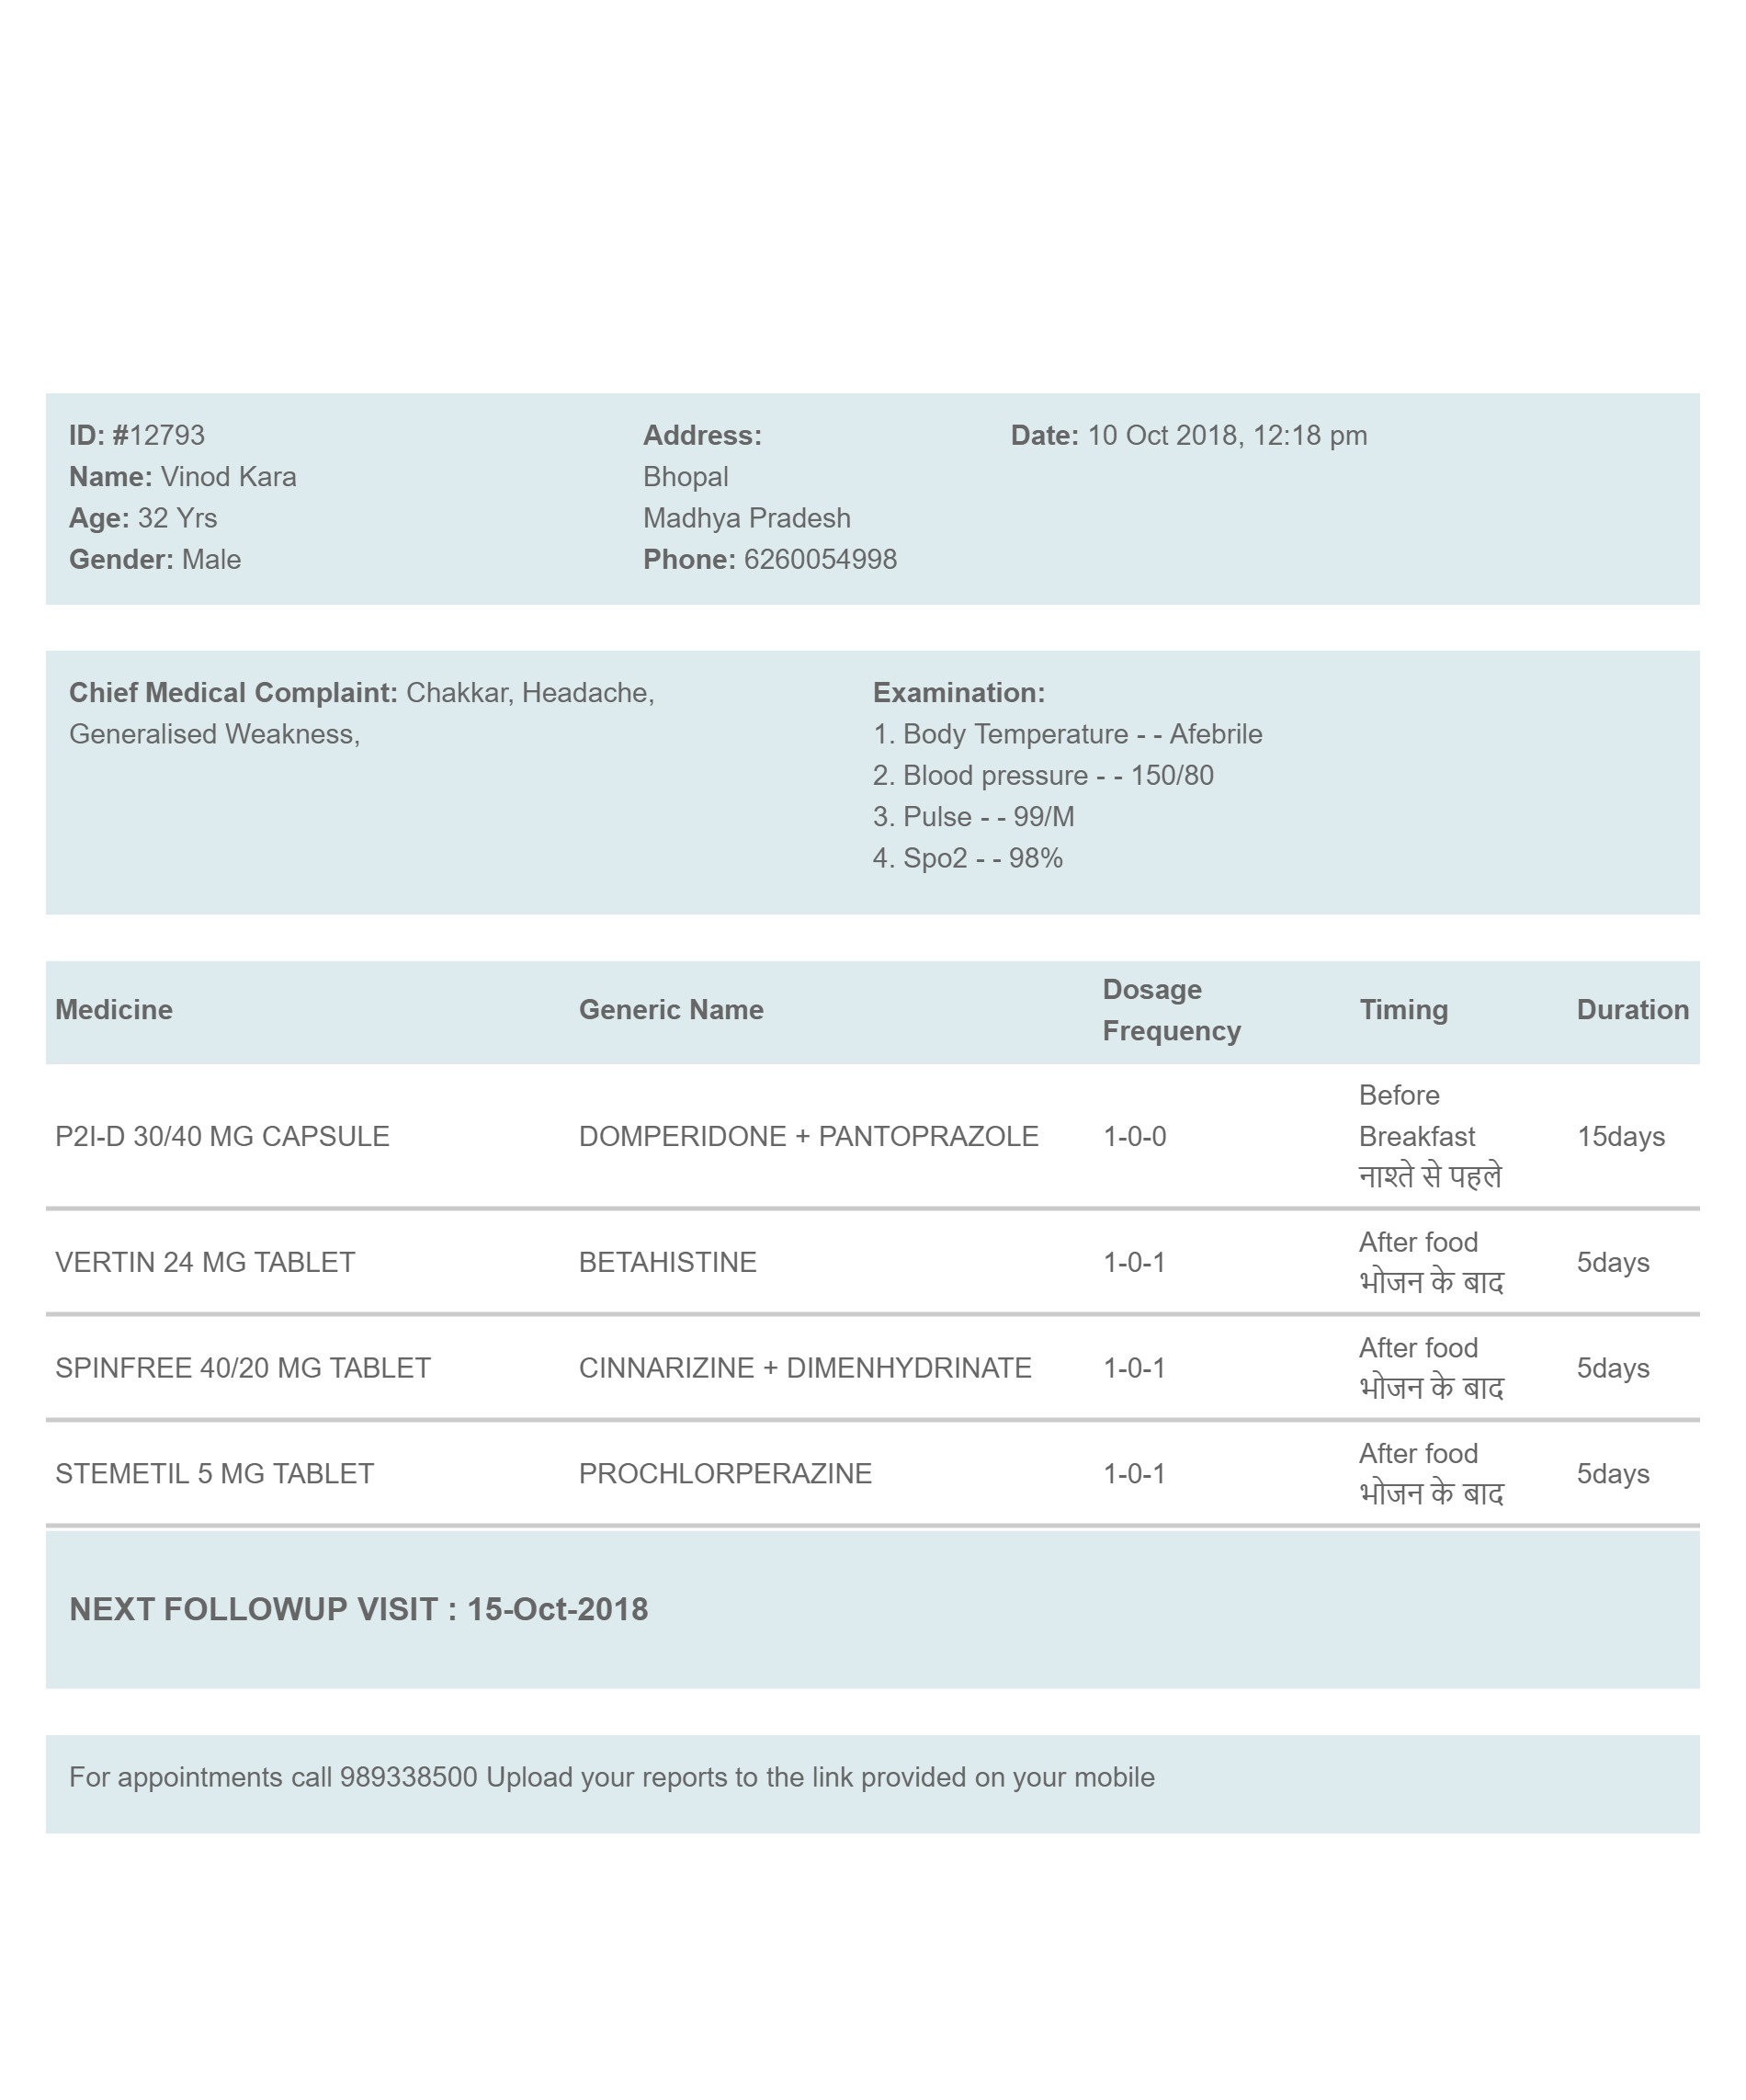 ID: #12793
Name: Vinod Kara
Age: 32 Yrs
Gender: Male
Address:
Bhopal
Madhya Pradesh
Phone: 6260054998
Date: 10 Oct 2018, 12:18 pm
Chief Medical Complaint: Chakkar, Headache,
Generalised Weakness,
Examination:
1. Body Temperature - - Afebrile
2. Blood pressure - - 150/80
3. Pulse - - 99/M
4. Spo2 - - 98%
Medicine Generic Name Dosage Frequency Timing Duration
P2I-D 30/40 MG CAPSULE DOMPERIDONE + PANTOPRAZOLE 1-0-0 Before Breakfast नाश्ते से पहले 15days
VERTIN 24 MG TABLET BETAHISTINE 1-0-1 After food भोजन के बाद 5days
SPINFREE 40/20 MG TABLET CINNARIZINE + DIMENHYDRINATE 1-0-1 After food भोजन के बाद 5days
STEMETIL 5 MG TABLET PROCHLORPERAZINE 1-0-1 After food भोजन के बाद 5days
NEXT FOLLOWUP VISIT : 15-Oct-2018
For appointments call 989338500 Upload your reports to the link provided on your mobile